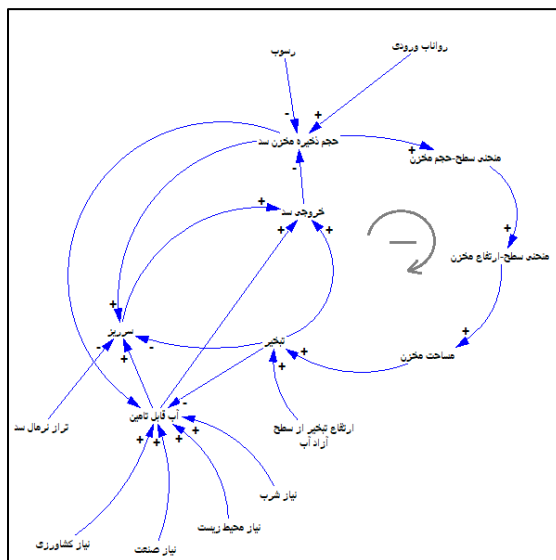 رواناب ورودی
رسوب
حجم ذخیره مخزن سد
منحنی سطح-حجم مخزن
خروجی سد
منحنی سطح-ارتفاع مخزن
سرریز
تبخیر
مساحت مخزن
تراز نرمال سد
آب قابل تامین
ارتفاع تبخیر از سطح
آزاد آب
نیاز شرب
نیاز محیط زیست
نیاز صنعت
نیاز کشاورزی